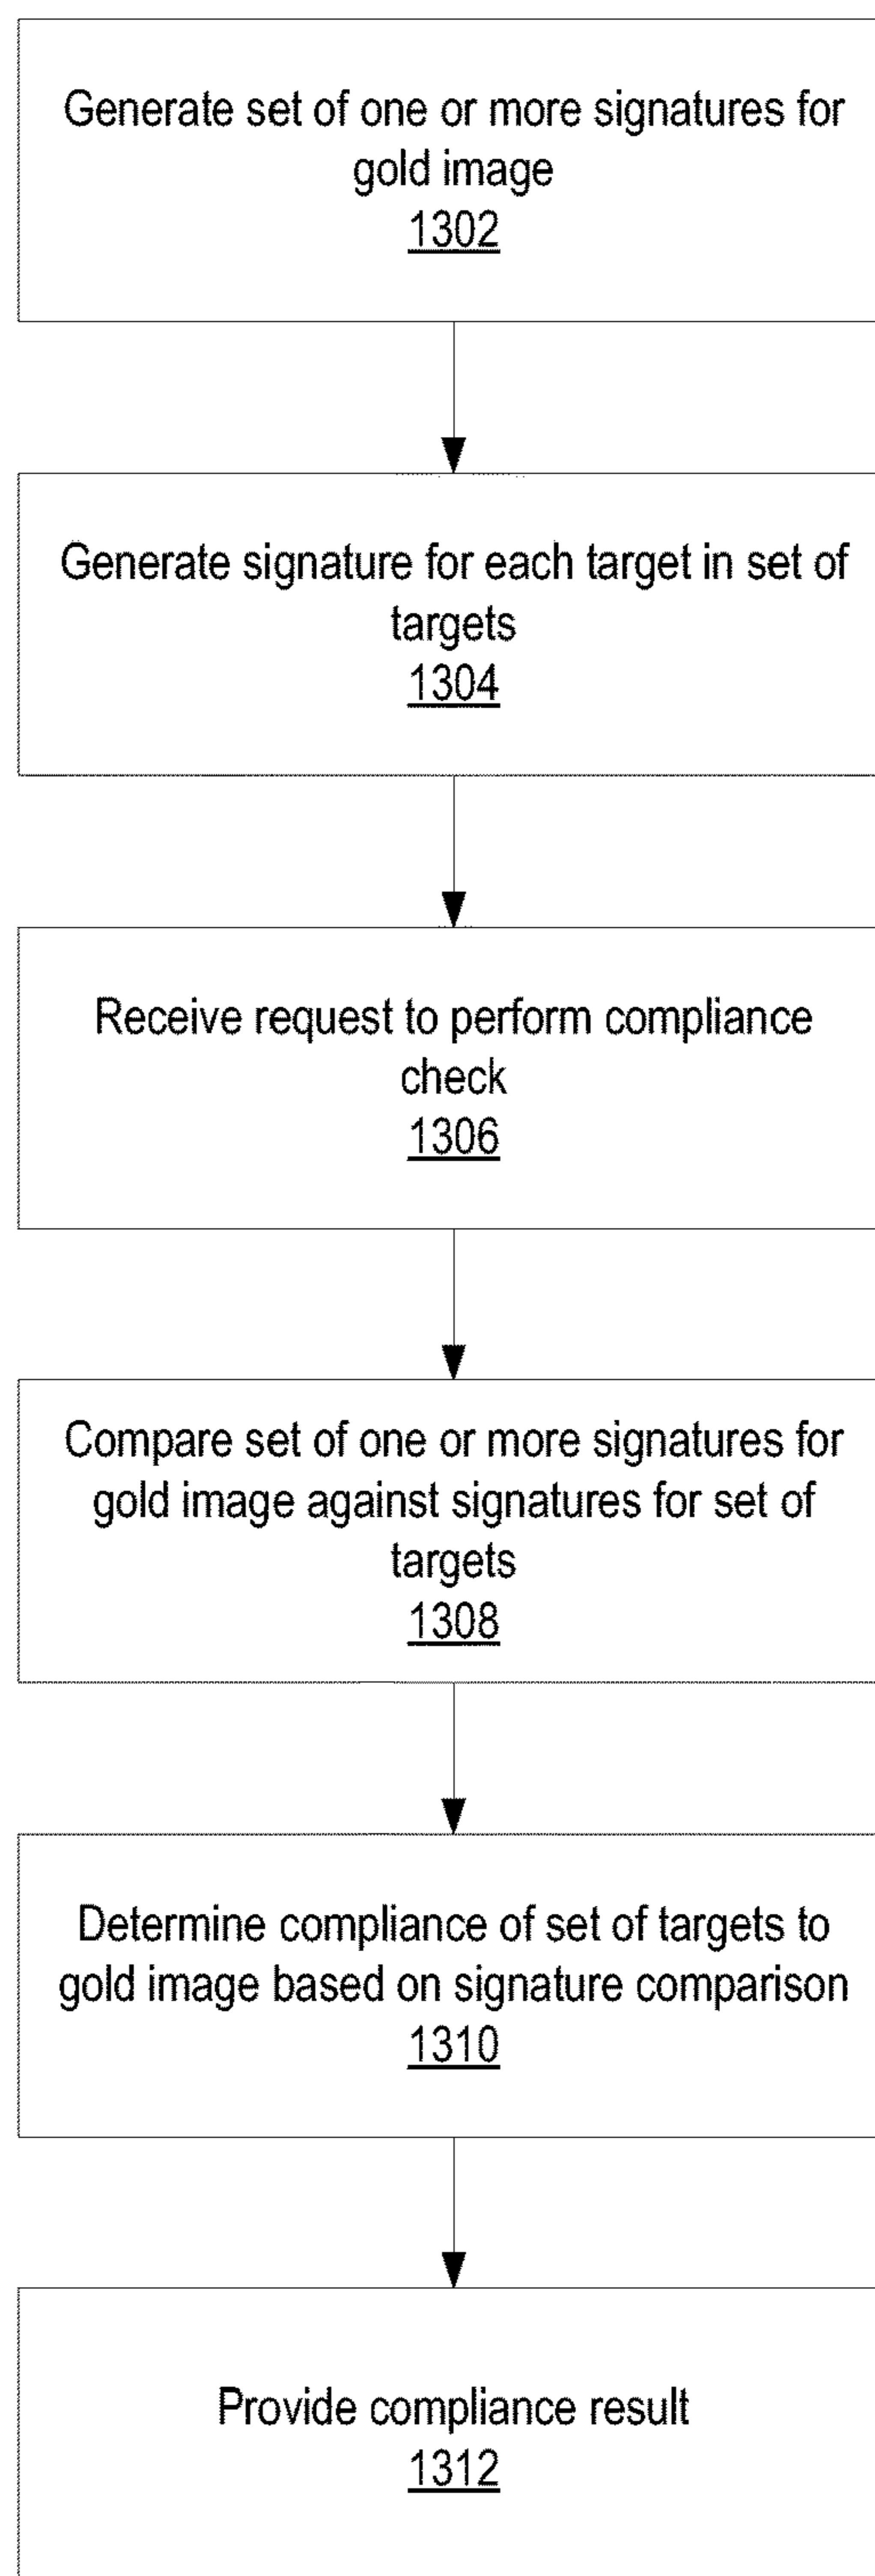 Generate set of one or more signatures for
gold image
1302
Generate signature for each target in set of
targets
1304
Receive request to perform compliance
check
1306
Compare set of one or more signatures for
gold image against signatures for set of
targets
1308
Determine compliance of set of targets to
gold image based on signature comparison
1310
Provide compliance result
1312